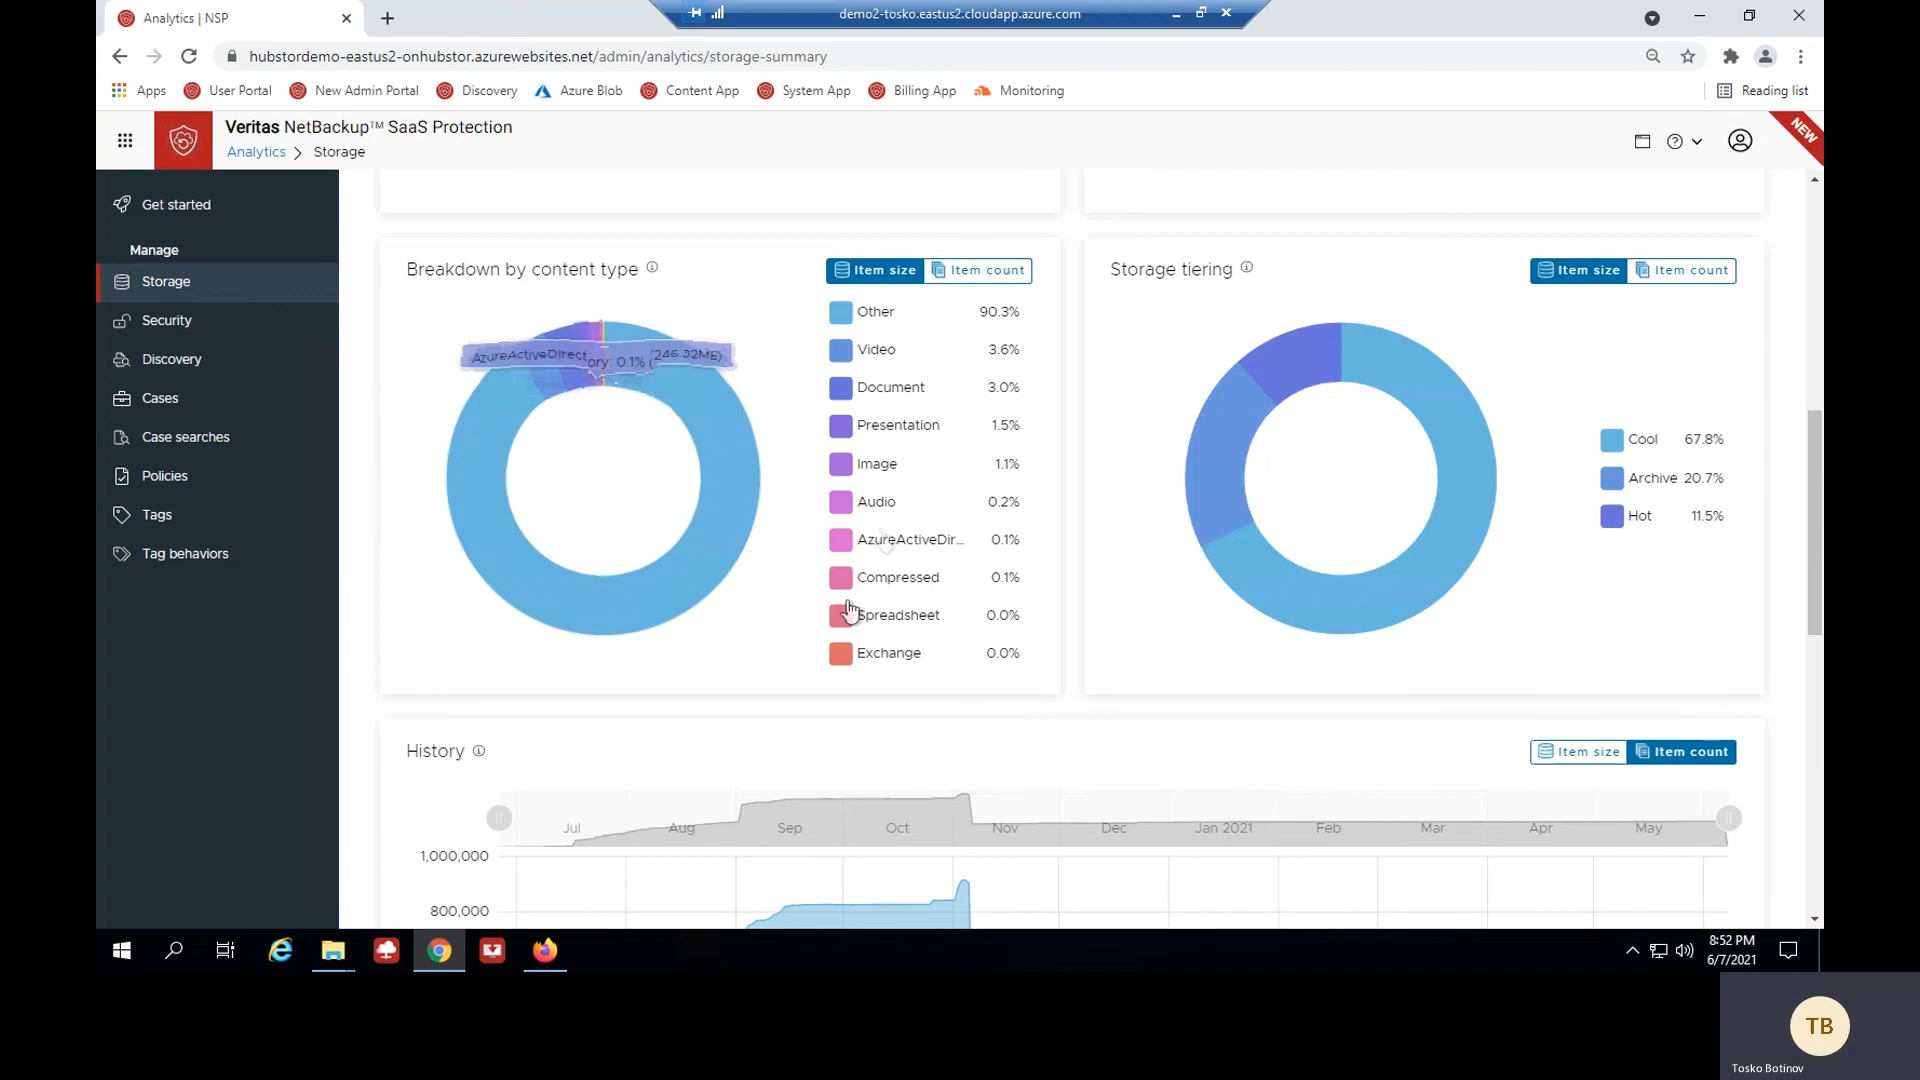 Analytics | NSP
demo2-tosko.eastus2.cloudapp.azure.com
hubstordemo-eastus2-onhubstor.azurewebsites.net/admin/analytics/storage-summary
Apps User Portal New Admin Portal Discovery Azure Blob Content App System App Billing App Monitoring Reading list
Veritas NetBackup™ SaaS Protection
Analytics > Storage
NEW
Get started
Manage
Storage
Security
Discovery
Cases
Case searches
Policies
Tags
Tag behaviors
Breakdown by content type
Item size Item count
AzureActiveDirectory: 0.1% (246.32MB)
Other 90.3%
Video 3.6%
Document 3.0%
Presentation 1.5%
Image 1.1%
Audio 0.2%
AzureActiveDir... 0.1%
Compressed 0.1%
Spreadsheet 0.0%
Exchange 0.0%
Storage tiering
Item size Item count
Cool 67.8%
Archive 20.7%
Hot 11.5%
History
Item size Item count
Jul Aug Sep Oct Nov Dec Jan 2021 Feb Mar Apr May
1,000,000
800,000
8:52 PM
6/7/2021
TB
Tosko Botinov